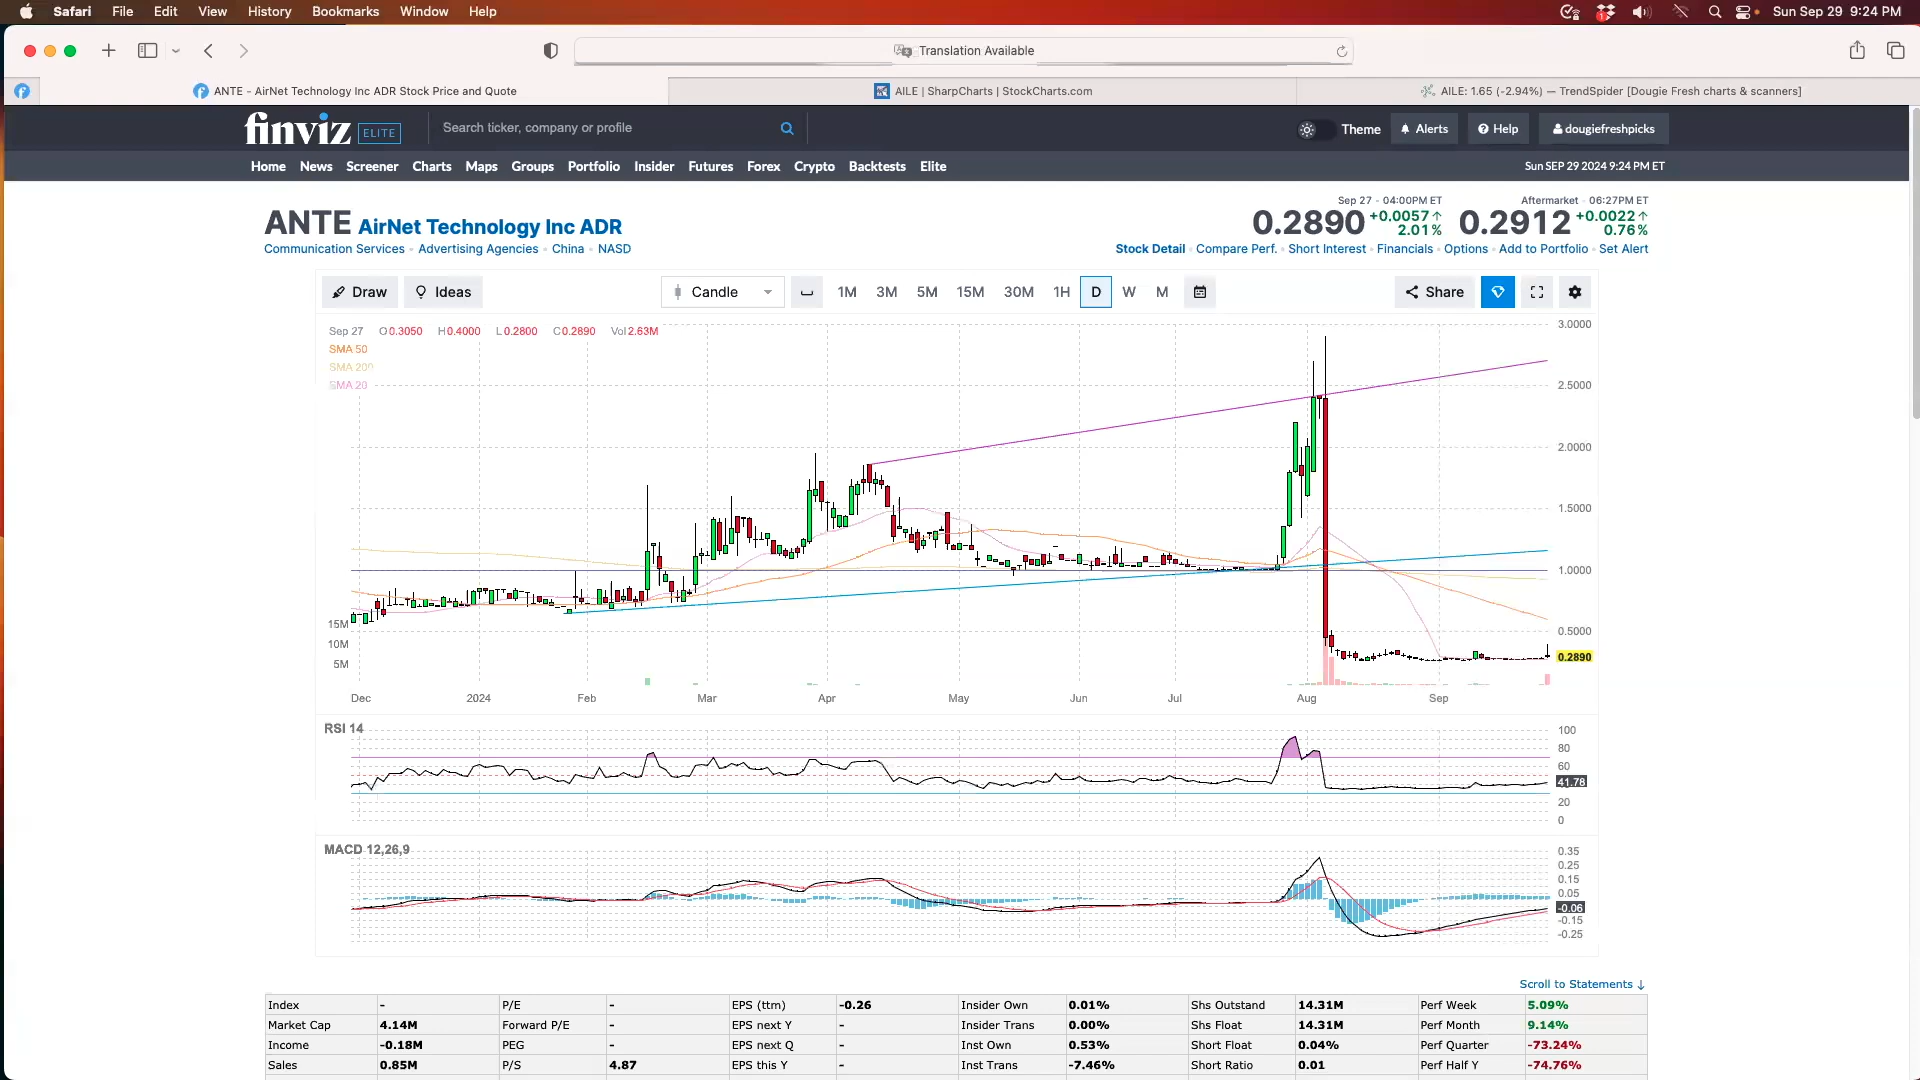 Safari File Edit View History Bookmarks Window Help Sun Sep 29 9:24 PM
Translation Available
ANTE - AirNet Technology Inc ADR Stock Price and Quote
AILE | SharpCharts | StockCharts.com
AILE: 1.65 (-2.94%) — TrendSpider [Dougie Fresh charts & scanners]
finviz ELITE Search ticker, company or profile Theme Alerts Help dougiefreshpicks
Home News Screener Charts Maps Groups Portfolio Insider Futures Forex Crypto Backtests Elite Sun SEP 29 2024 9:24 PM ET
Sep 27 - 04:00PM ET Aftermarket - 06:27PM ET
ANTE AirNet Technology Inc ADR 0.2890 +0.0057↑ 2.01% 0.2912 +0.0022↑ 0.76%
Communication Services • Advertising Agencies • China • NASD
Stock Detail • Compare Perf. • Short Interest • Financials • Options • Add to Portfolio • Set Alert
Draw Ideas Candle 1M 3M 5M 15M 30M 1H D W M Share
Sep 27 O0.3050 H0.4000 L0.2800 C0.2890 Vol2.63M
SMA 50
SMA 200
SMA 20
3.0000
2.5000
2.0000
1.5000
1.0000
0.5000
0.2890
15M
10M
5M
Dec 2024 Feb Mar Apr May Jun Jul Aug Sep
RSI 14
100
80
60
41.78
20
0
MACD 12,26,9
0.35
0.25
0.15
0.05
-0.06
-0.15
-0.25
Scroll to Statements ↓
Index - P/E - EPS (ttm) -0.26 Insider Own 0.01% Shs Outstand 14.31M Perf Week 5.09%
Market Cap 4.14M Forward P/E - EPS next Y - Insider Trans 0.00% Shs Float 14.31M Perf Month 9.14%
Income -0.18M PEG - EPS next Q - Inst Own 0.53% Short Float 0.04% Perf Quarter -73.24%
Sales 0.85M P/S 4.87 EPS this Y - Inst Trans -7.46% Short Ratio 0.01 Perf Half Y -74.76%